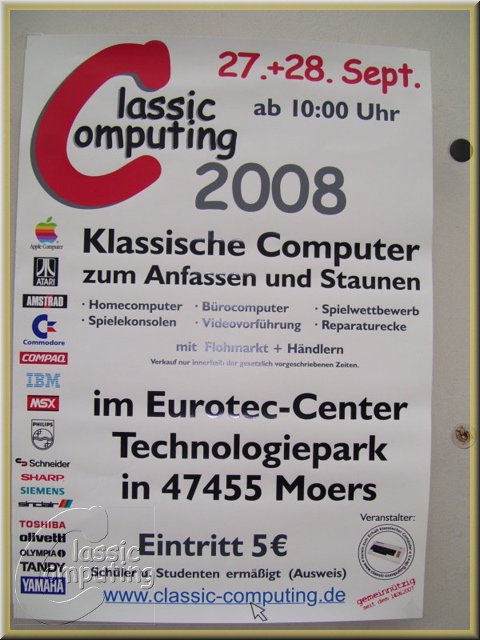 Classic
Computing
2008
27.+28. Sept.
ab 10:00 Uhr
Klassische Computer
zum Anfassen und Staunen
· Homecomputer · Bürocomputer · Spielwettbewerb
· Spielekonsolen · Videovorführung · Reparaturecke
mit Flohmarkt + Händlern
Verkauf nur innerhalb der gesetzlich vorgeschriebenen Zeiten.
im Eurotec-Center
Technologiepark
in 47455 Moers
Eintritt 5€
Schüler Studenten ermäßigt (Ausweis)
www.classic-computing.de
Veranstalter:
gemeinnützig
seit dem
Apple Computer
ATARI
AMSTRAD
Commodore
COMPAQ
IBM
MSX
PHILIPS
Schneider
SHARP
SIEMENS
sinclair
TOSHIBA
olivetti
OLYMPIA
TANDY
YAMAHA
Classic
Computing